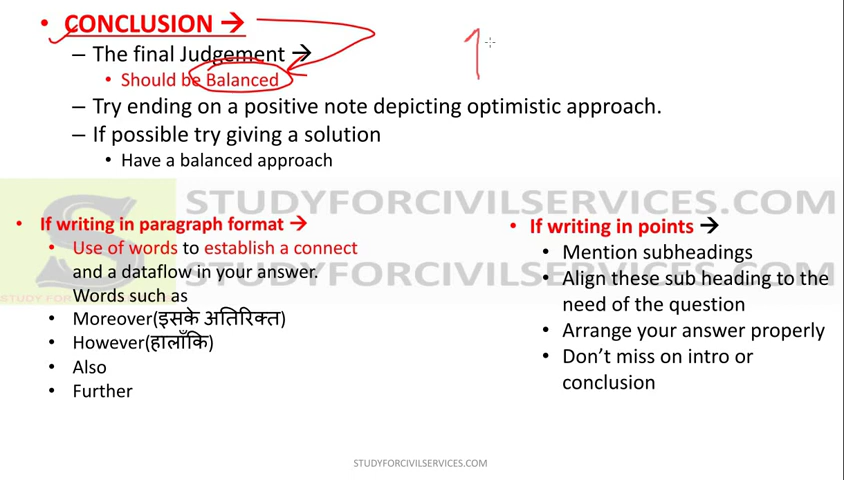 • CONCLUSION →
– The final Judgement →
• Should be Balanced
– Try ending on a positive note depicting optimistic approach.
– If possible try giving a solution
• Have a balanced approach
STUDYFORCIVILSERVICES.COM
• If writing in paragraph format →
• Use of words to establish a connect
and a dataflow in your answer.
Words such as
• Moreover(इसके अतिरिक्त)
• However(हालाँकि)
• Also
• Further
• If writing in points →
• Mention subheadings
• Align these sub heading to the
need of the question
• Arrange your answer properly
• Don’t miss on intro or
conclusion
STUDYFORCIVILSERVICES.COM
STUDY FOR
STUDYFORCIVILSERVICES.COM